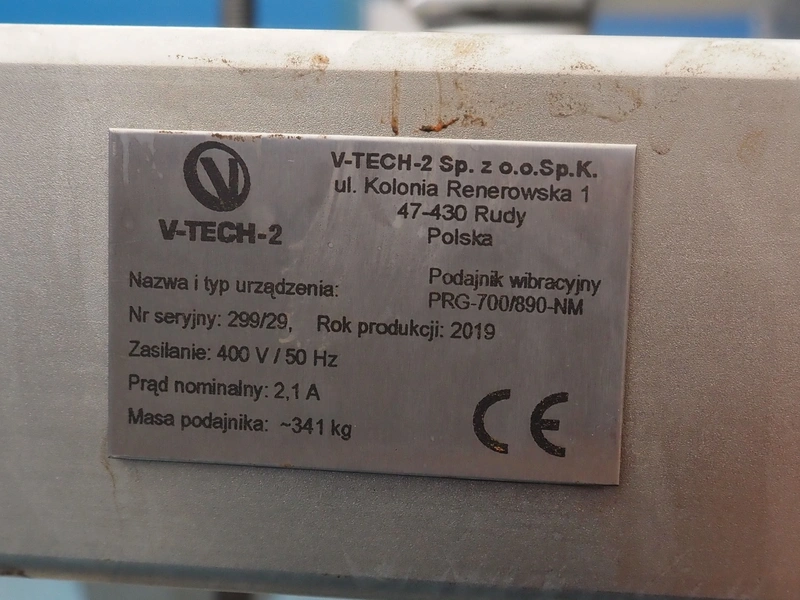 V-TECH-2
V-TECH-2 Sp. z o.o.Sp.K.
ul. Kolonia Renerowska 1
47-430 Rudy
Polska
Nazwa i typ urządzenia: Podajnik wibracyjny
PRG-700/890-NM
Nr seryjny: 299/29, Rok produkcji: 2019
Zasilanie: 400 V / 50 Hz
Prąd nominalny: 2,1 A
Masa podajnika: ~341 kg
CE